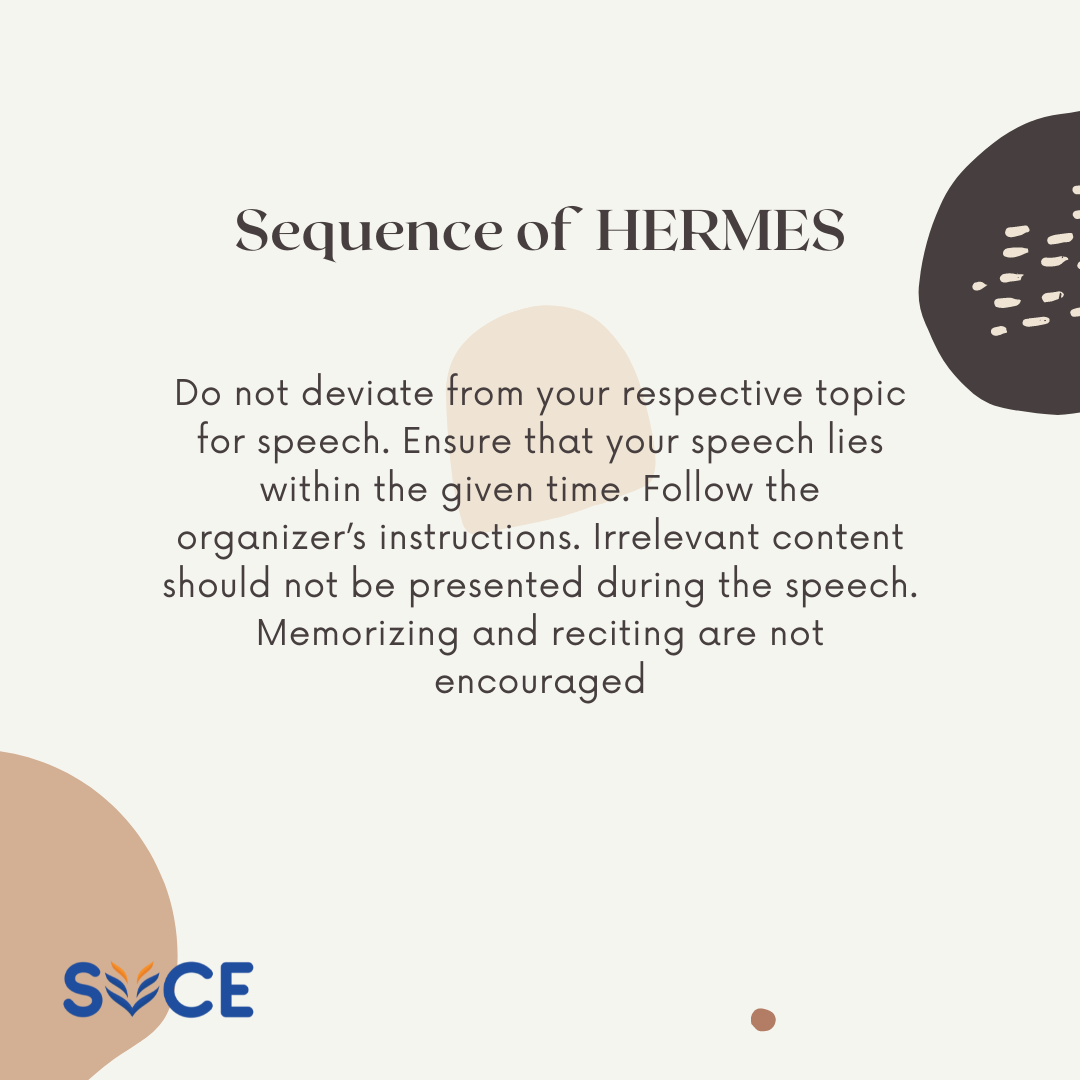 Sequence of HERMES
Do not deviate from your respective topic
for speech. Ensure that your speech lies
within the given time. Follow the
organizer’s instructions. Irrelevant content
should not be presented during the speech.
Memorizing and reciting are not
encouraged
SVCE